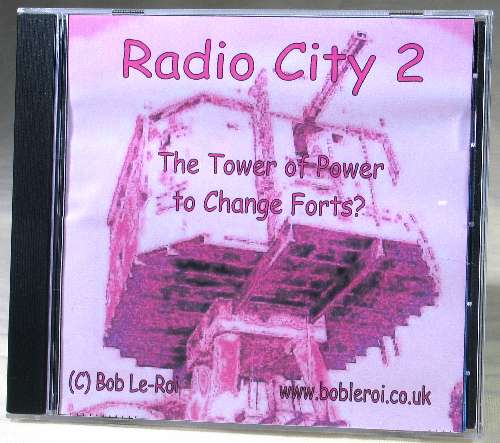 Radio City 2
The Tower of Power
to Change Forts?
(C) Bob Le-Roi
www.bobleroi.co.uk